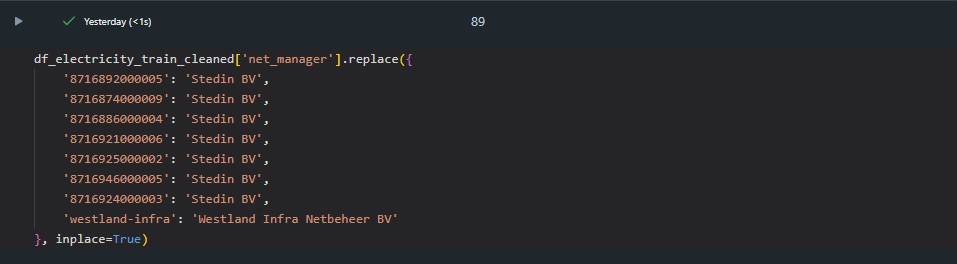 Yesterday (<1s)
89
df_electricity_train_cleaned['net_manager'].replace({
    '8716892000005': 'Stedin BV',
    '8716874000009': 'Stedin BV',
    '8716886000004': 'Stedin BV',
    '8716921000006': 'Stedin BV',
    '8716925000002': 'Stedin BV',
    '8716946000005': 'Stedin BV',
    '8716924000003': 'Stedin BV',
    'westland-infra': 'Westland Infra Netbeheer BV'
}, inplace=True)